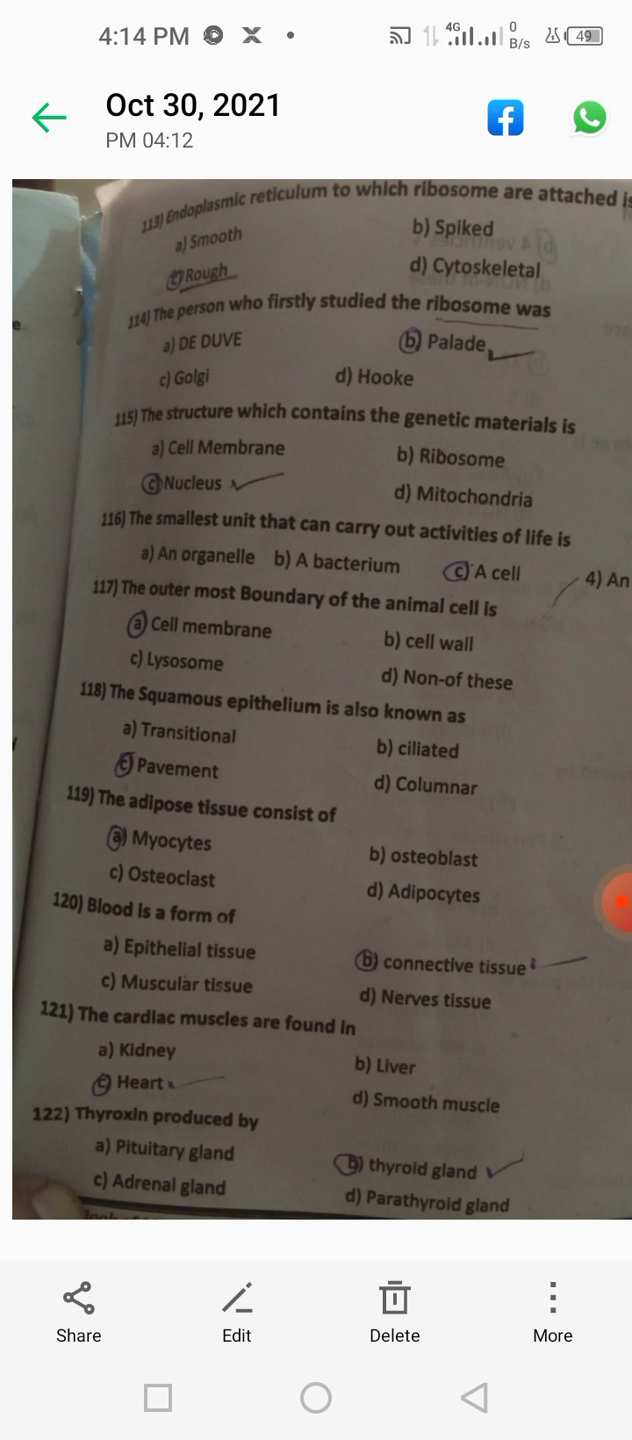 4:14 PM
4G
0 B/s
49
Oct 30, 2021
PM 04:12
113) Endoplasmic reticulum to which ribosome are attached is
a) Smooth b) Spiked
c) Rough d) Cytoskeletal
114) The person who firstly studied the ribosome was
a) DE DUVE b) Palade
c) Golgi d) Hooke
115) The structure which contains the genetic materials is
a) Cell Membrane b) Ribosome
c) Nucleus d) Mitochondria
116) The smallest unit that can carry out activities of life is
a) An organelle b) A bacterium c) A cell 4) An
117) The outer most Boundary of the animal cell is
a) Cell membrane b) cell wall
c) Lysosome d) Non-of these
118) The Squamous epithelium is also known as
a) Transitional b) ciliated
c) Pavement d) Columnar
119) The adipose tissue consist of
a) Myocytes b) osteoblast
c) Osteoclast d) Adipocytes
120) Blood is a form of
a) Epithelial tissue b) connective tissue
c) Muscular tissue d) Nerves tissue
121) The cardiac muscles are found in
a) Kidney b) Liver
c) Heart d) Smooth muscle
122) Thyroxin produced by
a) Pituitary gland b) thyroid gland
c) Adrenal gland d) Parathyroid gland
Share Edit Delete More